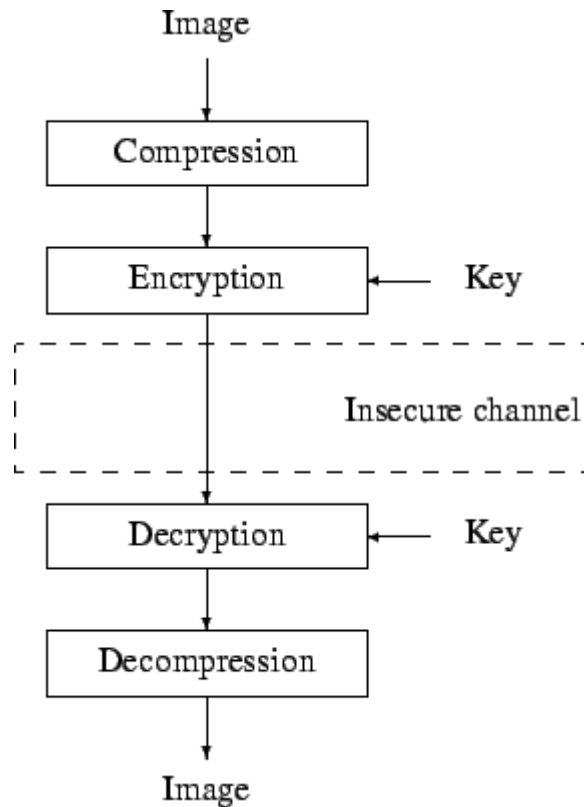 Image
Compression
Encryption
Key
Insecure channel
Decryption
Key
Decompression
Image